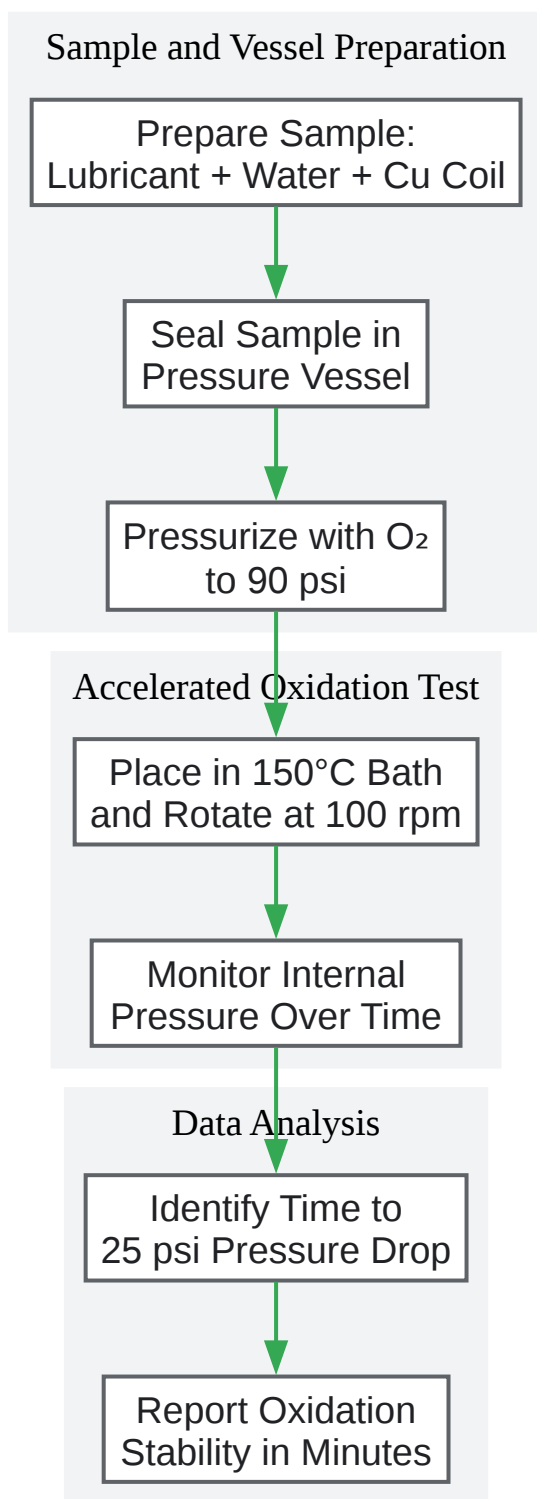 Sample and Vessel Preparation
Prepare Sample:
Lubricant + Water + Cu Coil
Seal Sample in
Pressure Vessel
Pressurize with O₂
to 90 psi
Accelerated Oxidation Test
Place in 150°C Bath
and Rotate at 100 rpm
Monitor Internal
Pressure Over Time
Data Analysis
Identify Time to
25 psi Pressure Drop
Report Oxidation
Stability in Minutes